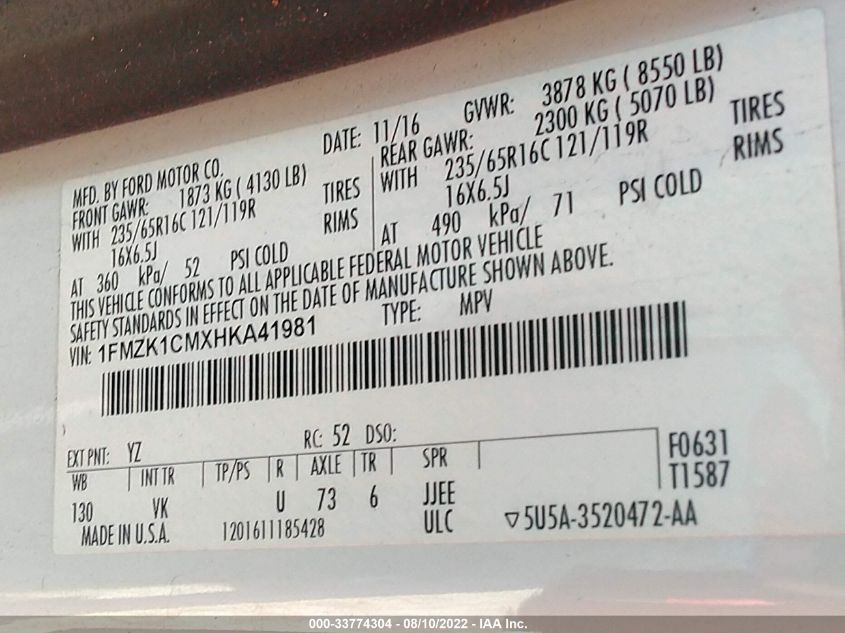 MFD. BY FORD MOTOR CO.
DATE: 11/16 GVWR: 3878 KG ( 8550 LB)
FRONT GAWR: 1873 KG ( 4130 LB)
WITH 235/65R16C 121/119R TIRES
16X6.5J RIMS
AT 360 kPa/ 52 PSI COLD
REAR GAWR: 2300 KG ( 5070 LB)
WITH 235/65R16C 121/119R TIRES
16X6.5J RIMS
AT 490 kPa/ 71 PSI COLD
THIS VEHICLE CONFORMS TO ALL APPLICABLE FEDERAL MOTOR VEHICLE
SAFETY STANDARDS IN EFFECT ON THE DATE OF MANUFACTURE SHOWN ABOVE.
VIN: 1FMZK1CMXHKA41981 TYPE: MPV
EXT PNT: YZ RC: 52 DSO:
WB INT TR TP/PS R AXLE TR SPR
130 VK U 73 6 JJEE
F0631
T1587
MADE IN U.S.A. 1201611185428 ULC ▽5U5A-3520472-AA
000-33774304 - 08/10/2022 - IAA Inc.